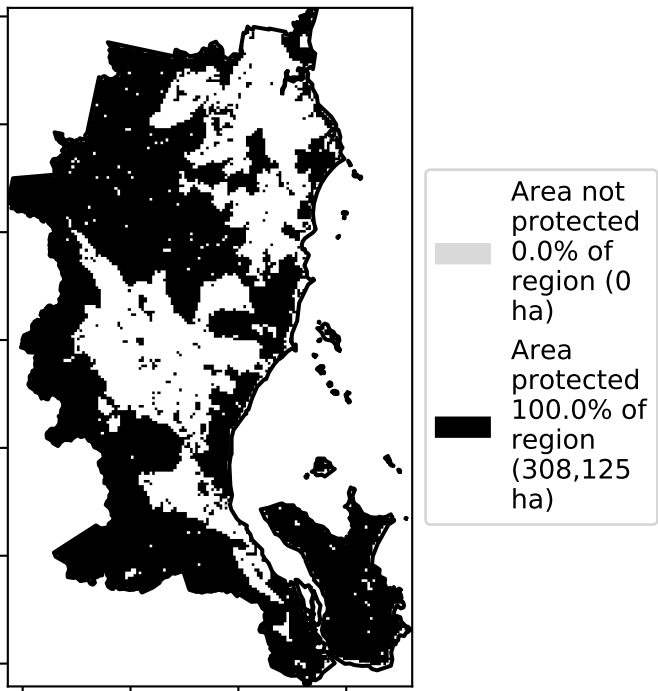 Area not
protected
0.0% of
region (0
ha)
Area
protected
100.0% of
region
(308,125
ha)